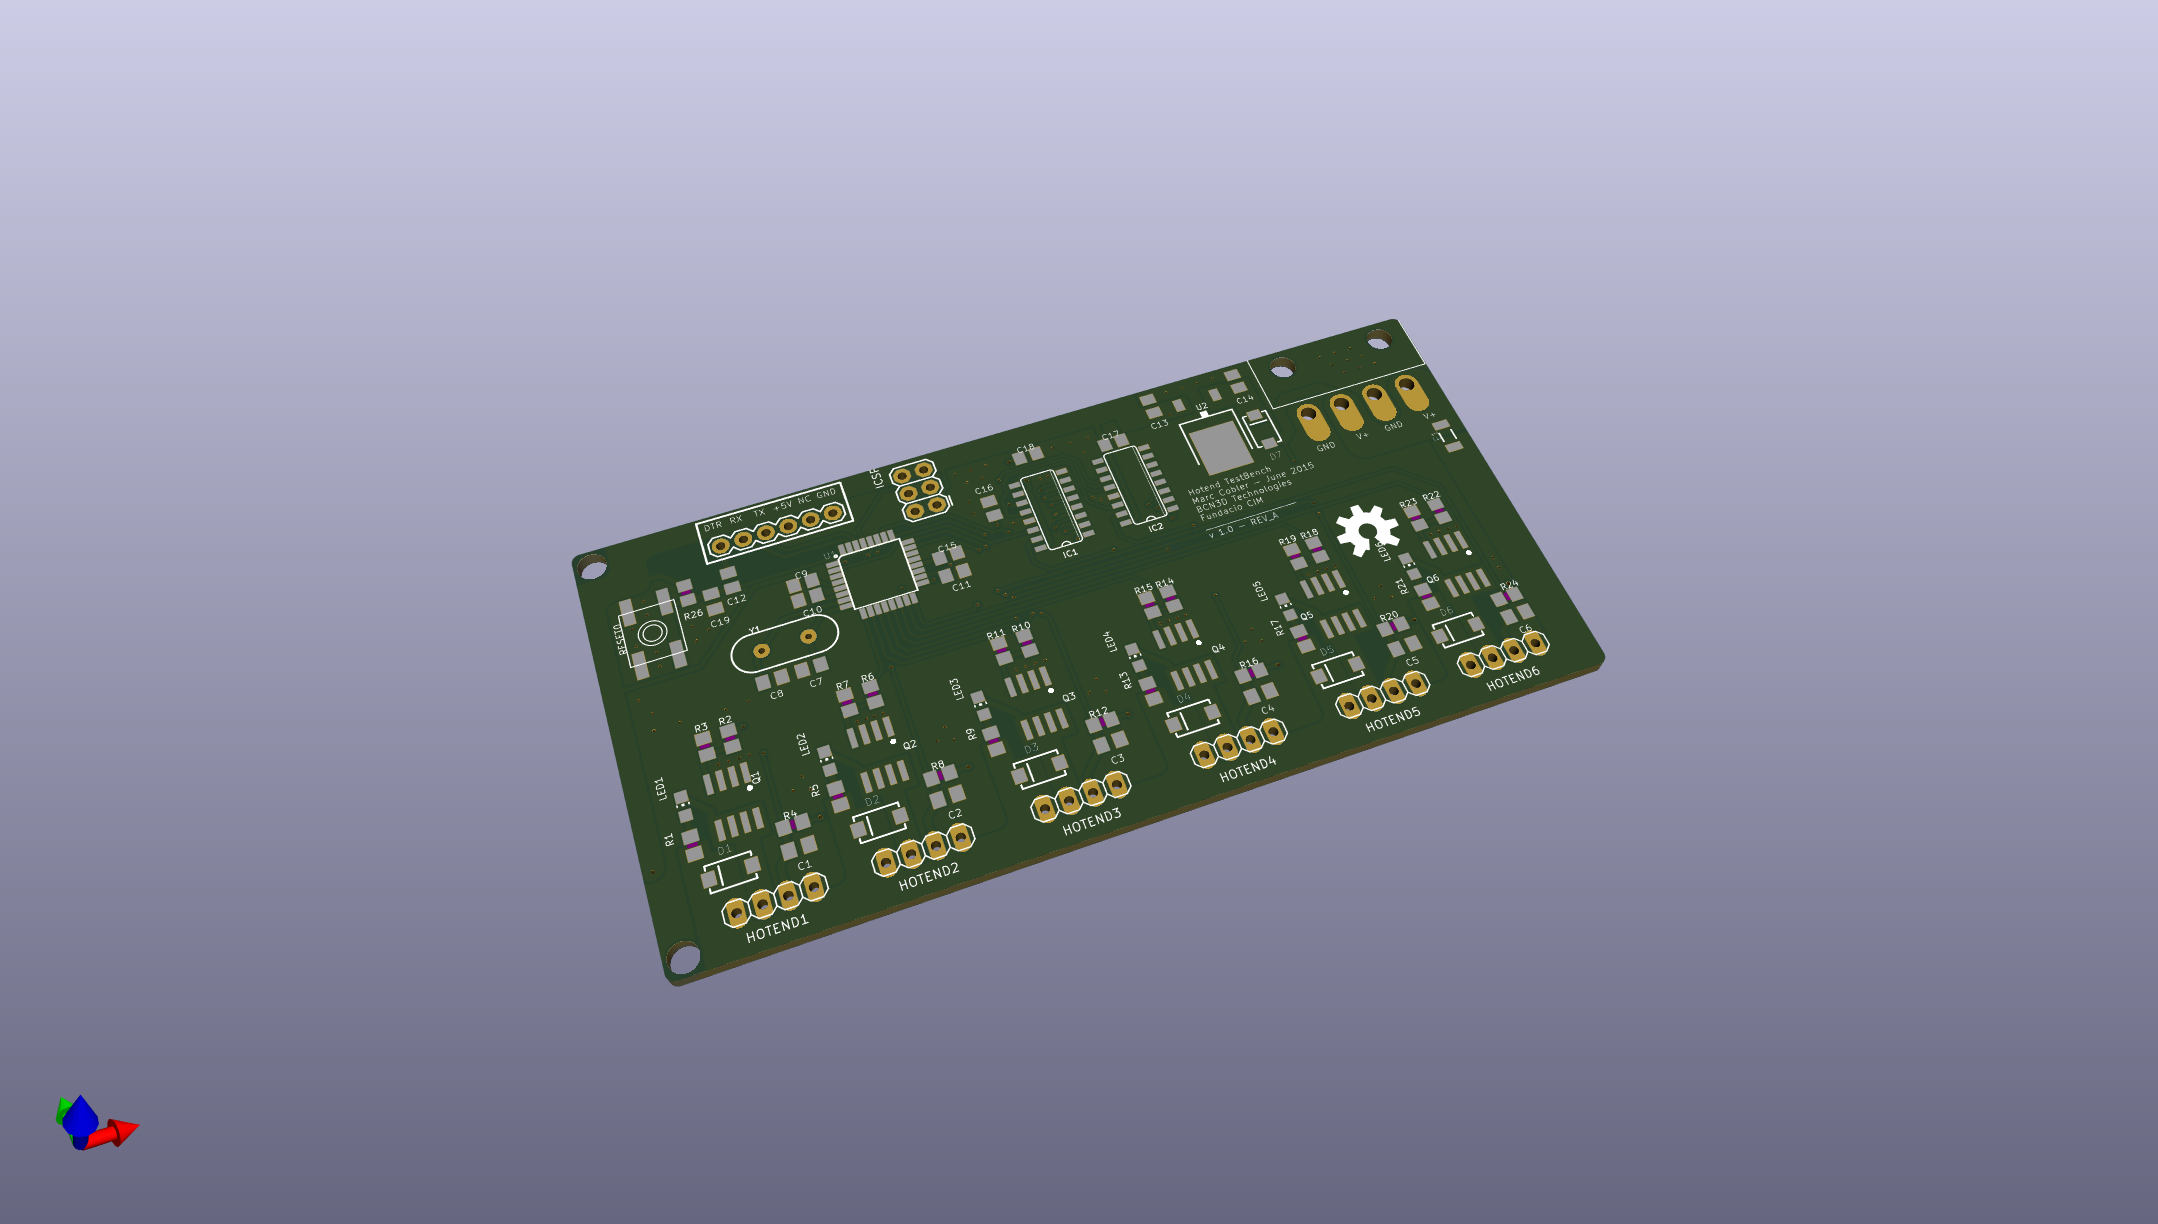 C14
U2
C13
V+
GND
V+
GND
C17
C18
D7
ICSP
Hotend TestBench
Marc Cobler - June 2015
BCN3D Technologies
Fundacio CIM
v 1.0 - REV_A
C16
DTR RX TX +5V NC GND
IC2
IC1
R23 R22
U1
C15
C11
R19 R18
LED6
C9
C10
R26
C12
C19
RESET
Y1
R21
Q6
R24
R15 R14
LED5
Q5
R17
R20
D6
C6
HOTEND6
R11 R10
LED4
Q4
D5
C5
C8
C7
R7 R6
R13
R16
HOTEND5
LED3
Q3
D4
C4
R3 R2
R12
R9
HOTEND4
LED2
Q2
D3
C3
LED1
Q1
R8
R5
HOTEND3
D2
C2
R4
R1
HOTEND2
D1
C1
HOTEND1